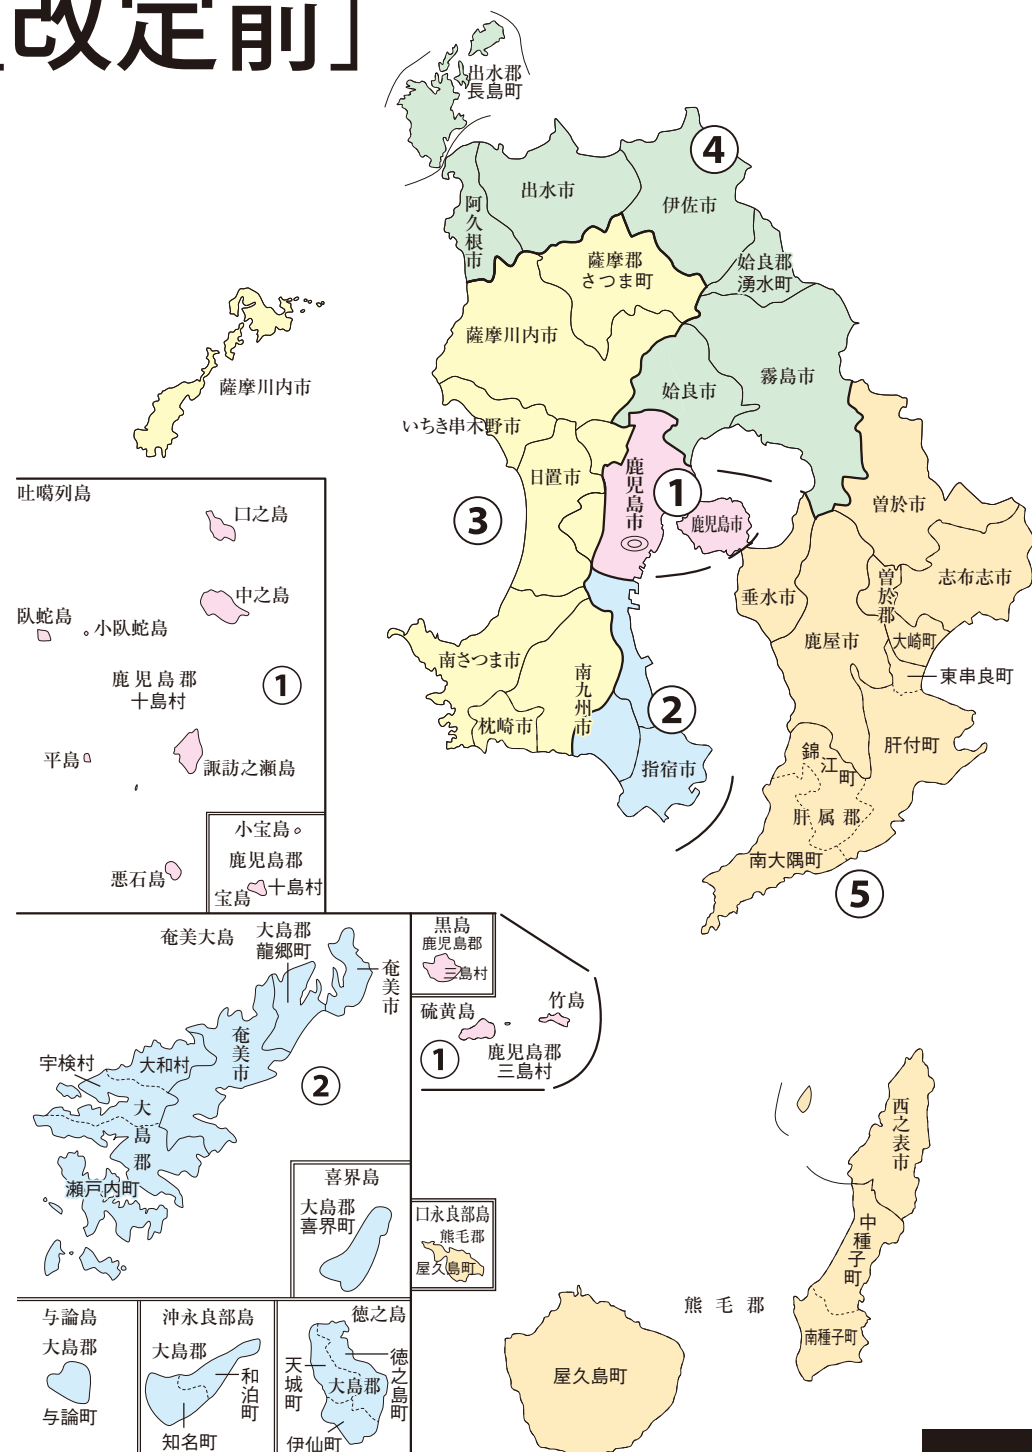 改定前」
出水郡
長島町
④
出水市
伊佐市
阿久根市
姶良郡
湧水町
薩摩郡
さつま町
薩摩川内市
霧島市
姶良市
薩摩川内市
いちき串木野市
日置市
鹿児島市
①
③
鹿児島市
曽於市
志布志市
曽於郡
大崎町
垂水市
鹿屋市
東串良町
南さつま市
南九州市
枕崎市
②
指宿市
肝付町
錦江町
肝属郡
南大隅町
⑤
吐噶列島
口之島
中之島
臥蛇島
小臥蛇島
鹿児島郡
十島村
①
平島
諏訪之瀬島
悪石島
小宝島
鹿児島郡
十島村
宝島
奄美大島
大島郡
龍郷町
奄美市
奄美市
宇検村
大和村
②
大島郡
瀬戸内町
喜界島
大島郡
喜界町
黒島
鹿児島郡
三島村
硫黄島
竹島
①
鹿児島郡
三島村
口永良部島
熊毛郡
屋久島町
西之表市
中種子町
熊毛郡
南種子町
屋久島町
与論島
大島郡
与論町
沖永良部島
大島郡
和泊町
知名町
徳之島
天城町
徳之島町
大島郡
伊仙町